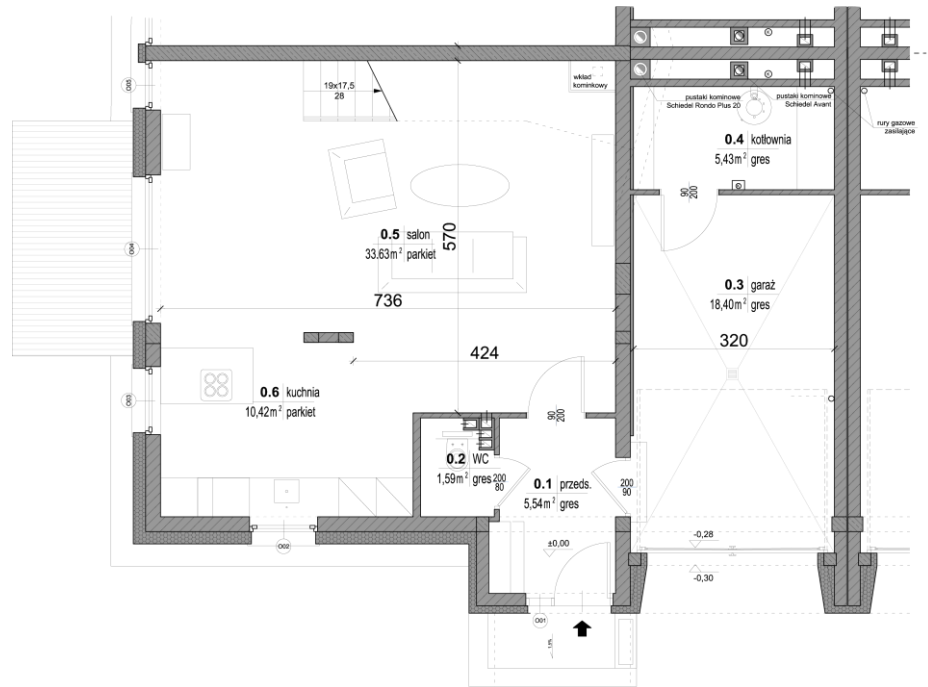 19x17,5
28
wkład
kominkowy
pustaki kominowe
Schiedel Rondo Plus 20
pustaki kominowe
Schiedel Avant
rury gazowe
zasilające
0.4 kotłownia
5,43m² gres
90
200
0.5 salon
33.63m² parkiet
570
736
424
0.3 garaż
18,40m² gres
320
0.6 kuchnia
10,42m² parkiet
90
200
0.2 WC
1,59m² gres
200
80
0.1 przeds.
5,54m² gres
200
90
±0,00
-0,28
-0,30
O05
O04
O03
O02
O01